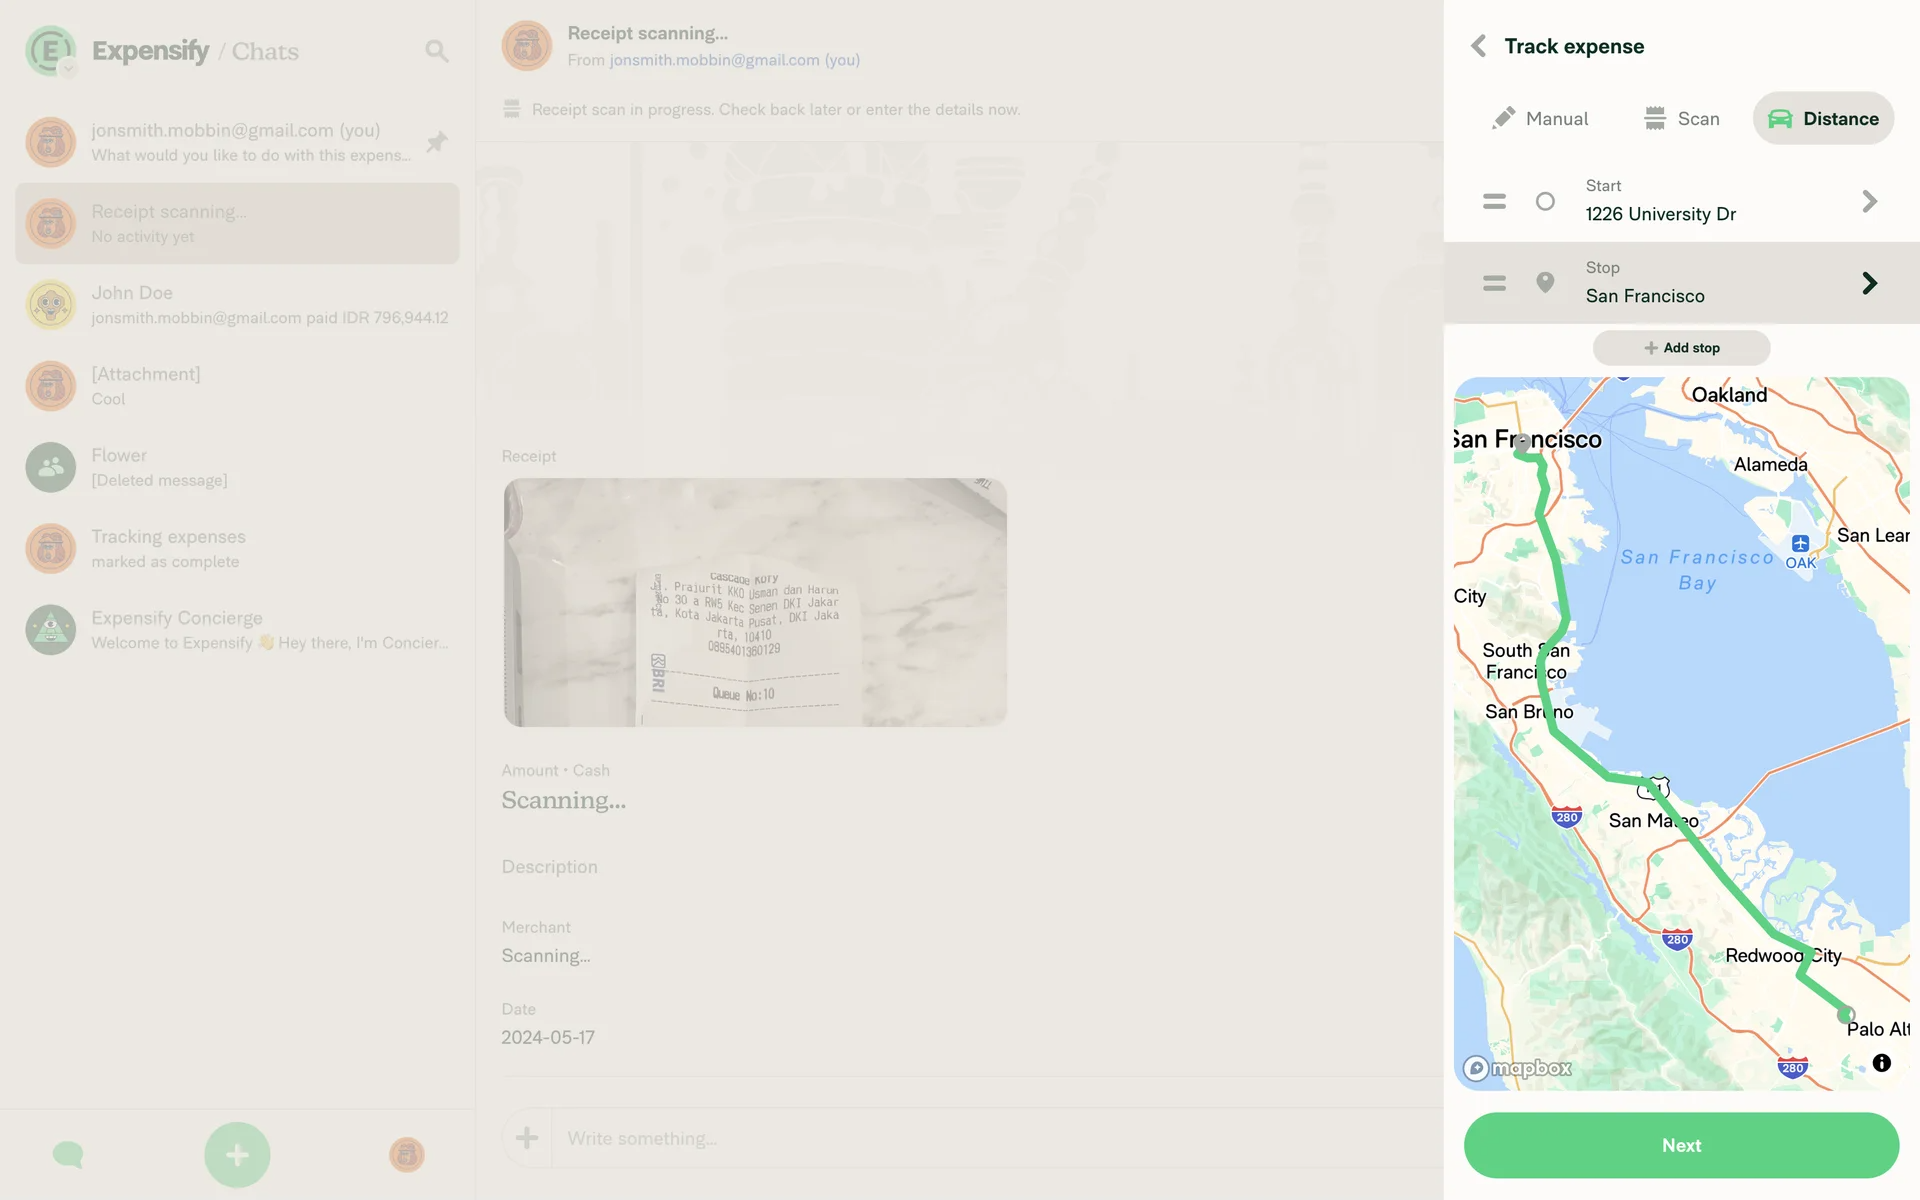 Expensify / Chats
jonsmith.mobbin@gmail.com (you)
What would you like to do with this expens...
Receipt scanning...
No activity yet
John Doe
jonsmith.mobbin@gmail.com paid IDR 796,944.12
[Attachment]
Cool
Flower
[Deleted message]
Tracking expenses
marked as complete
Expensify Concierge
Welcome to Expensify 👋 Hey there, I'm Concier...
Receipt scanning...
From jonsmith.mobbin@gmail.com (you)
Receipt scan in progress. Check back later or enter the details now.
Receipt
Cascade Kory
Prajurit KKO Usman dan Harun
No 30 a RW5 Kec Senen DKI Jakar
ta, Kota Jakarta Pusat, DKI Jaka
rta, 10410
0895401360129
BRI
Queue No:10
Amount • Cash
Scanning...
Description
Merchant
Scanning...
Date
2024-05-17
Write something...
Track expense
Manual
Scan
Distance
Start
1226 University Dr
Stop
San Francisco
Add stop
Oakland
San Francisco
Alameda
San Lear
San Francisco
Bay
OAK
City
South San
Francisco
San Bruno
280
San Mateo
280
Redwood City
Palo Alt
280
mapbox
Next